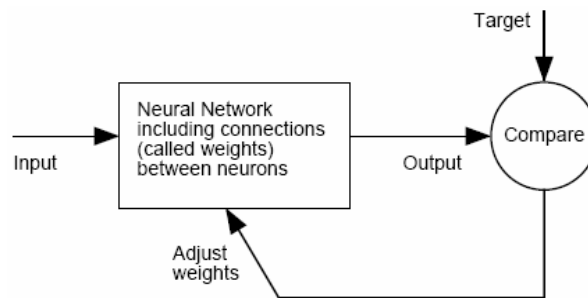 Target
Neural Network
including connections
(called weights)
between neurons
Compare
Input
Output
Adjust
weights